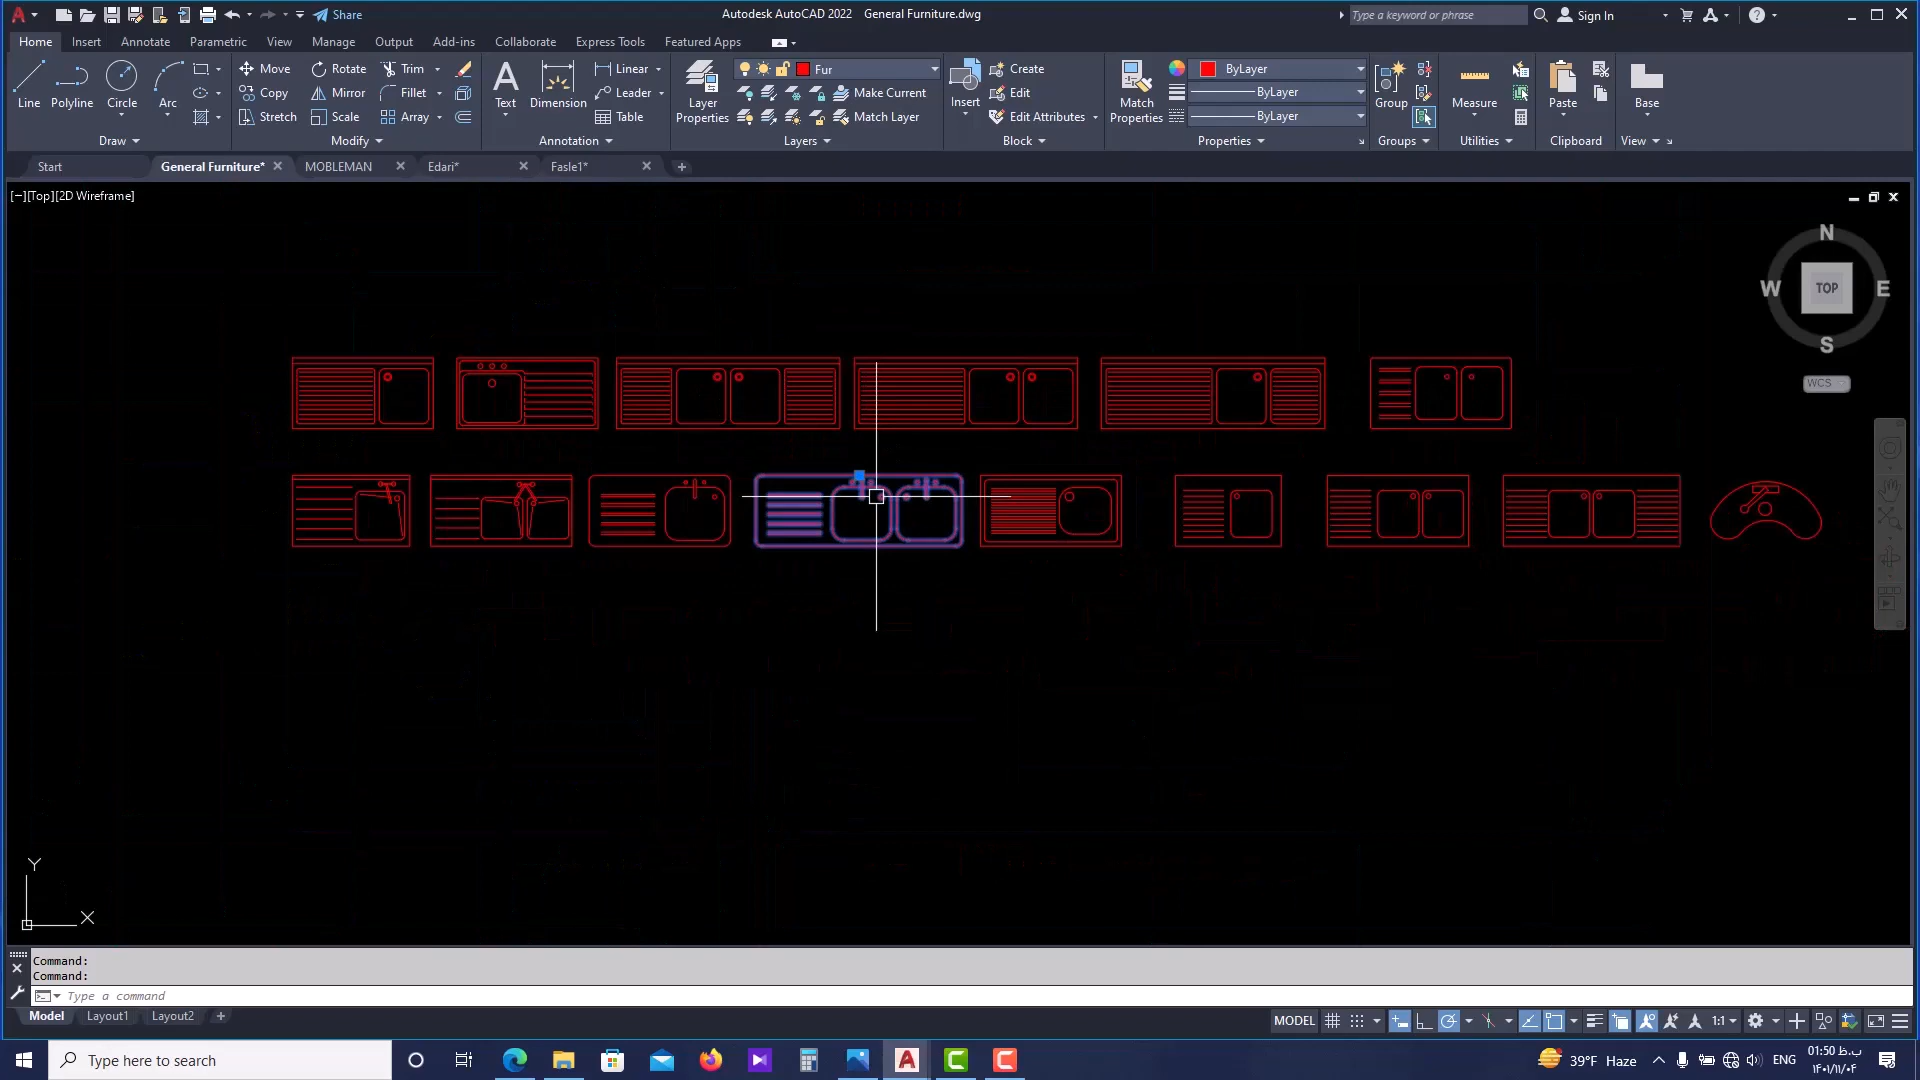 Share
Autodesk AutoCAD 2022 General Furniture.dwg
Type a keyword or phrase
Sign In
Home Insert Annotate Parametric View Manage Output Add-ins Collaborate Express Tools Featured Apps
Line Polyline Circle Arc
Draw
Move Rotate Trim
Copy Mirror Fillet
Stretch Scale Array
Modify
Text Dimension
Linear
Leader
Table
Annotation
Layer Properties
Fur
Make Current
Match Layer
Layers
Insert
Create
Edit
Edit Attributes
Block
Match Properties
ByLayer
ByLayer
ByLayer
Properties
Group
Groups
Measure
Utilities
Paste
Clipboard
Base
View
Start General Furniture* MOBLEMAN Edari* Fasle1*
[−][Top][2D Wireframe]
N
W TOP E
S
WCS
Y
X
Command:
Command:
Type a command
Model Layout1 Layout2
MODEL 1:1
Type here to search
39°F Haze
ENG
01:50 ب.ظ
۱۴۰۱/۱۱/۰۴